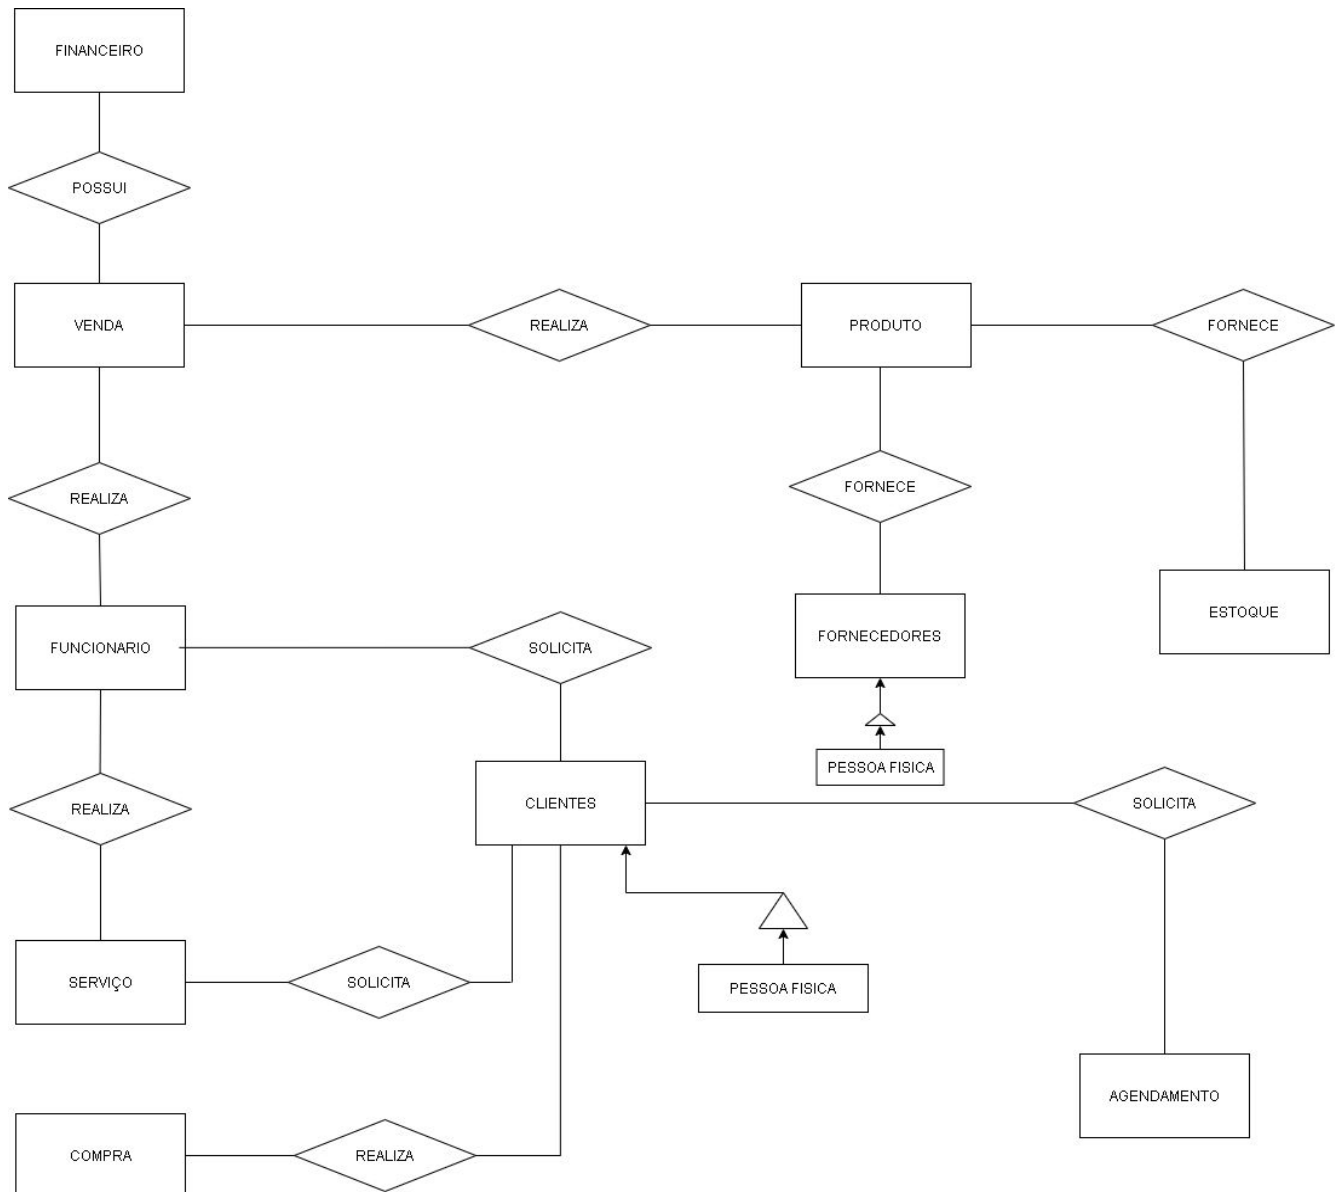 FINANCEIRO
POSSUI
VENDA
REALIZA
PRODUTO
FORNECE
REALIZA
FORNECE
FUNCIONARIO
SOLICITA
FORNECEDORES
ESTOQUE
PESSOA FISICA
REALIZA
CLIENTES
SOLICITA
SERVIÇO
SOLICITA
PESSOA FISICA
AGENDAMENTO
COMPRA
REALIZA